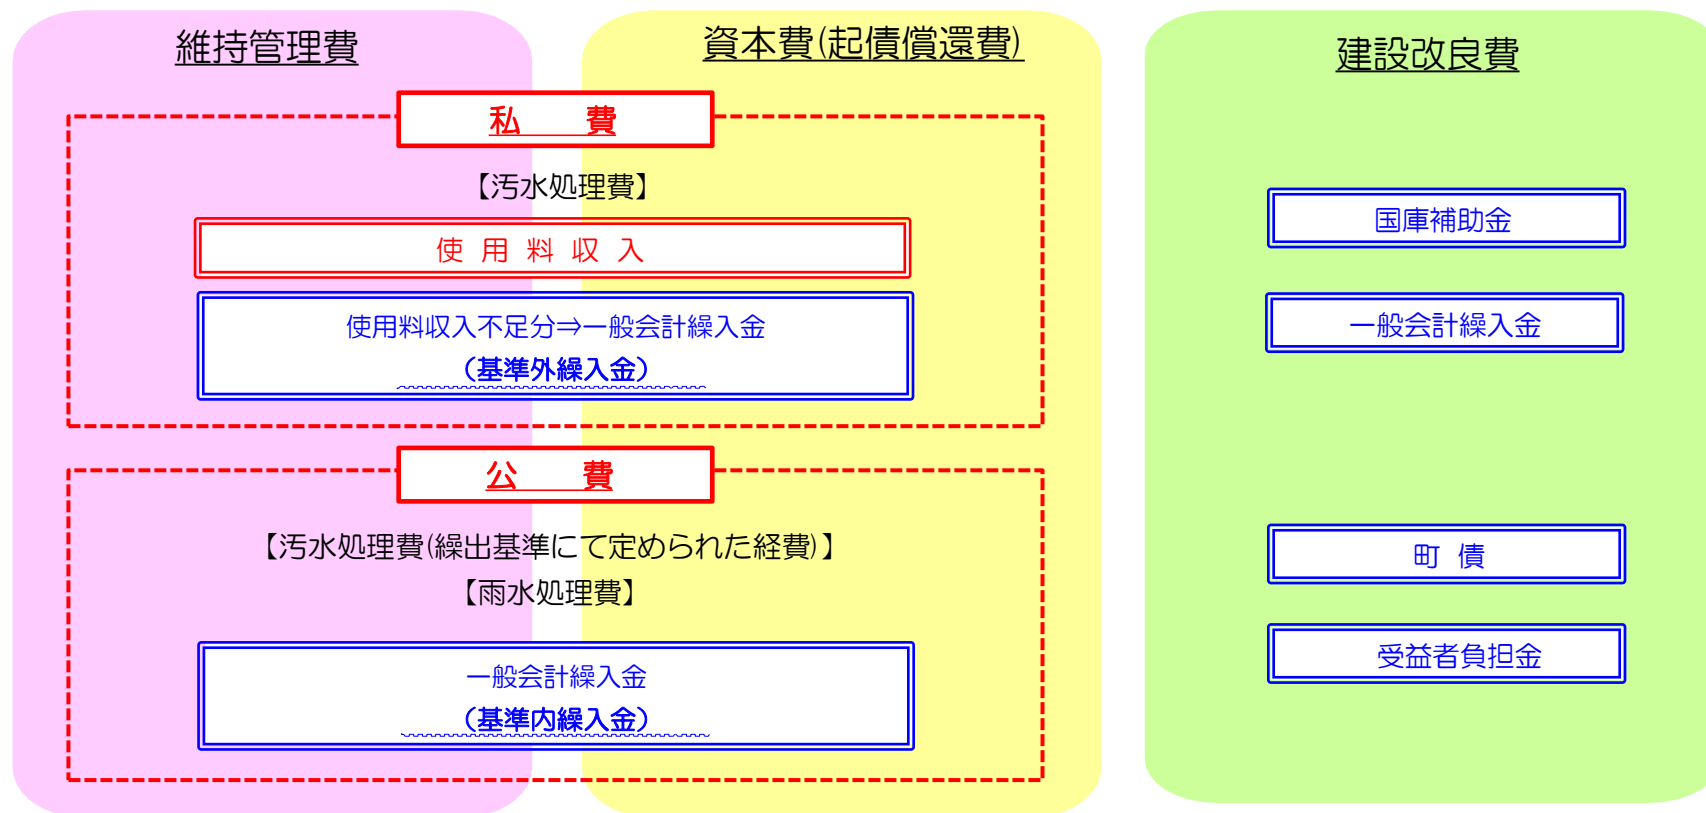 維持管理費
資本費(起債償還費)
建設改良費
私　　費
【汚水処理費】
使 用 料 収 入
使用料収入不足分⇒一般会計繰入金
（基準外繰入金）
公　　費
【汚水処理費(繰出基準にて定められた経費)】
【雨水処理費】
一般会計繰入金
（基準内繰入金）
国庫補助金
一般会計繰入金
町 債
受益者負担金